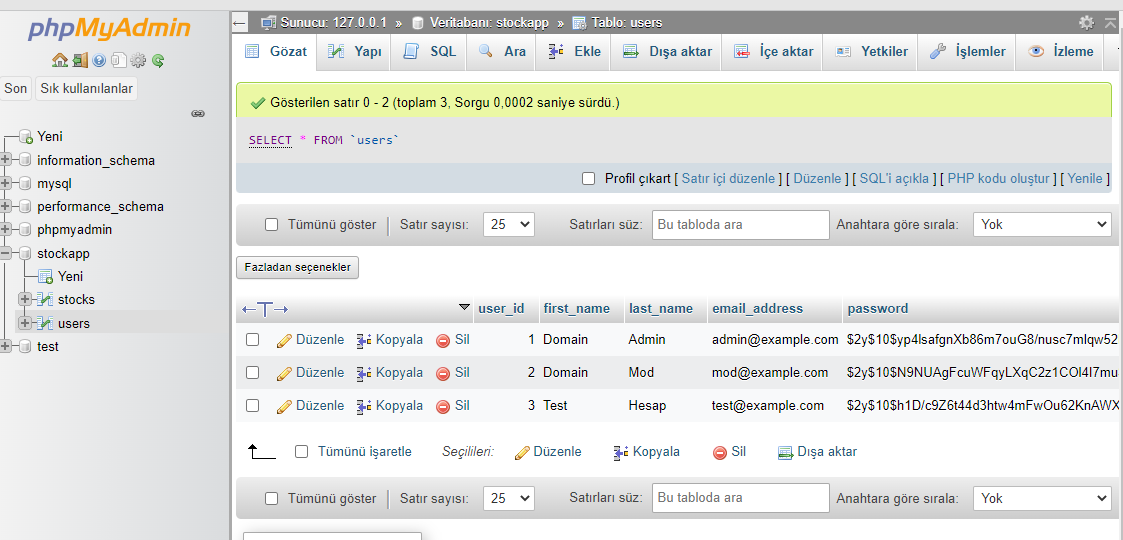 phpMyAdmin
Son Sık kullanılanlar
Yeni
information_schema
mysql
performance_schema
phpmyadmin
stockapp
Yeni
stocks
users
test
Sunucu: 127.0.0.1 » Veritabanı: stockapp » Tablo: users
Gözat Yapı SQL Ara Ekle Dışa aktar İçe aktar Yetkiler İşlemler İzleme
Gösterilen satır 0 - 2 (toplam 3, Sorgu 0,0002 saniye sürdü.)
SELECT * FROM `users`
Profil çıkart [ Satır içi düzenle ] [ Düzenle ] [ SQL'i açıkla ] [ PHP kodu oluştur ] [ Yenile ]
Tümünü göster Satır sayısı: 25 Satırları süz: Bu tabloda ara Anahtara göre sırala: Yok
Fazladan seçenekler
←T→ user_id first_name last_name email_address password
Düzenle Kopyala Sil 1 Domain Admin admin@example.com $2y$10$yp4lsafgnXb86m7ouG8/nusc7mlqw52
Düzenle Kopyala Sil 2 Domain Mod mod@example.com $2y$10$N9NUAgFcuWFqyLXqC2z1COl4I7mu
Düzenle Kopyala Sil 3 Test Hesap test@example.com $2y$10$h1D/c9Z6t44d3htw4mFwOu62KnAWX
Tümünü işaretle Seçilileri: Düzenle Kopyala Sil Dışa aktar
Tümünü göster Satır sayısı: 25 Satırları süz: Bu tabloda ara Anahtara göre sırala: Yok